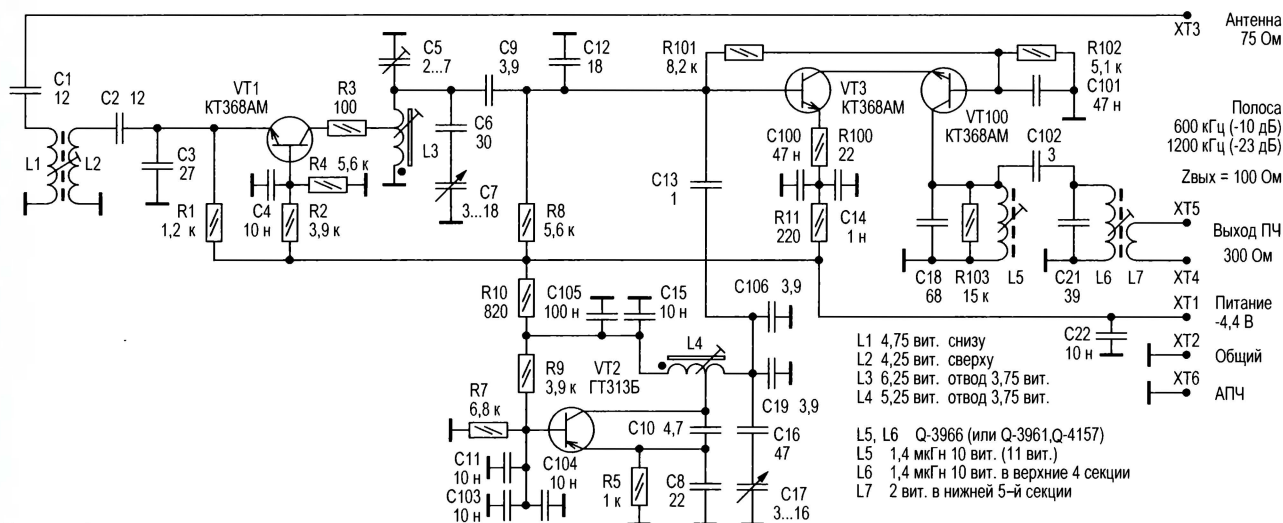 XT3
Антенна
75 Ом
C1
12
C2 12
L1
L2
C3
27
R1
1,2 к
VT1
КТ368АМ
R3
100
R4 5,6 к
C4
10 н
R2
3,9 к
C5
2...7
L3
C9
3,9
C6
30
C7
3...18
C12
18
R8
5,6 к
R101
8,2 к
C13
1
VT3
КТ368АМ
C100
47 н
R100
22
R11
220
C14
1 н
VT100
КТ368АМ
R102
5,1 к
C101
47 н
C102
3
C18
68
R103
15 к
L5
C21
39
L6
L7
Полоса
600 кГц (-10 дБ)
1200 кГц (-23 дБ)
Zвых = 100 Ом
XT5
Выход ПЧ
300 Ом
XT4
XT1
Питание
-4,4 В
C22
10 н
XT2
Общий
XT6
АПЧ
R10
820
C105
100 н
C15
10 н
C106 3,9
L4
R9
3,9 к
VT2
ГТ313Б
R7
6,8 к
C19 3,9
C10 4,7
C16
47
C11
10 н
C104
10 н
C103
10 н
R5
1 к
C8
22
C17
3...16
L1 4,75 вит. снизу
L2 4,25 вит. сверху
L3 6,25 вит. отвод 3,75 вит.
L4 5,25 вит. отвод 3,75 вит.
L5, L6 Q-3966 (или Q-3961,Q-4157)
L5 1,4 мкГн 10 вит. (11 вит.)
L6 1,4 мкГн 10 вит. в верхние 4 секции
L7 2 вит. в нижней 5-й секции